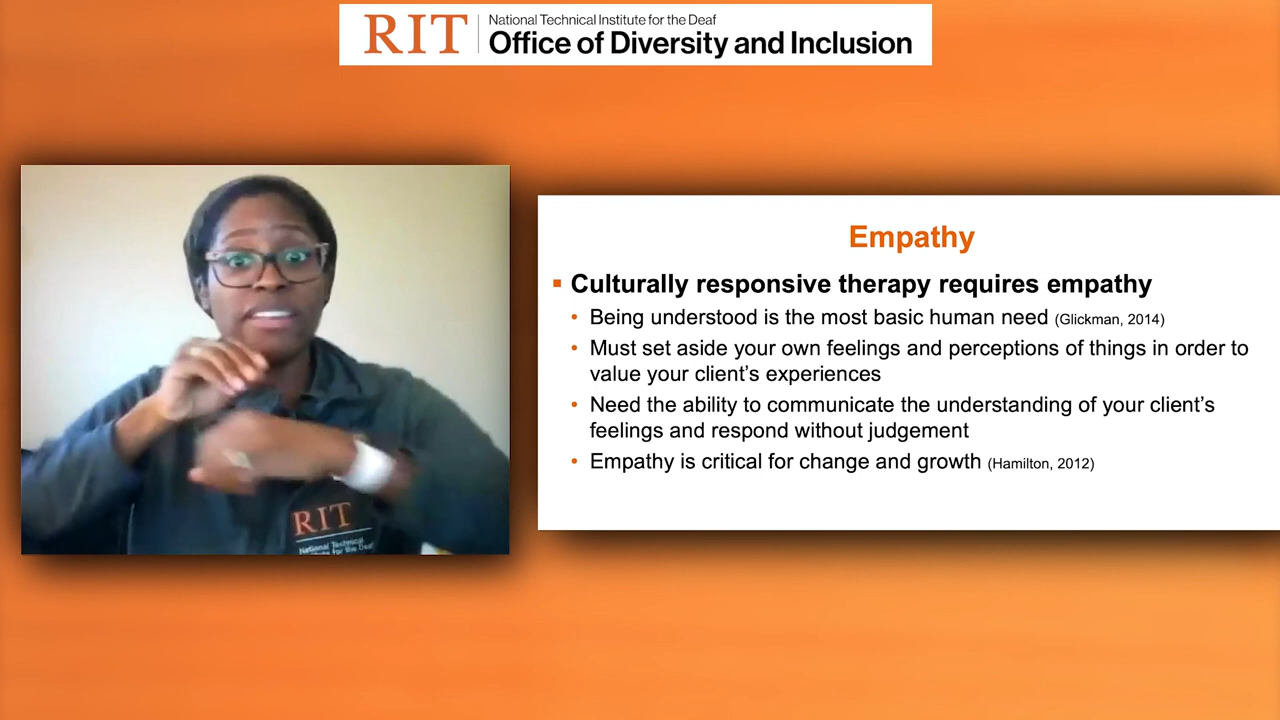 RIT
National Technical Institute for the Deaf
Office of Diversity and Inclusion
Empathy
▪ Culturally responsive therapy requires empathy
• Being understood is the most basic human need (Glickman, 2014)
• Must set aside your own feelings and perceptions of things in order to
value your client’s experiences
• Need the ability to communicate the understanding of your client’s
feelings and respond without judgement
• Empathy is critical for change and growth (Hamilton, 2012)
RIT
National Technical
Institute for the Deaf